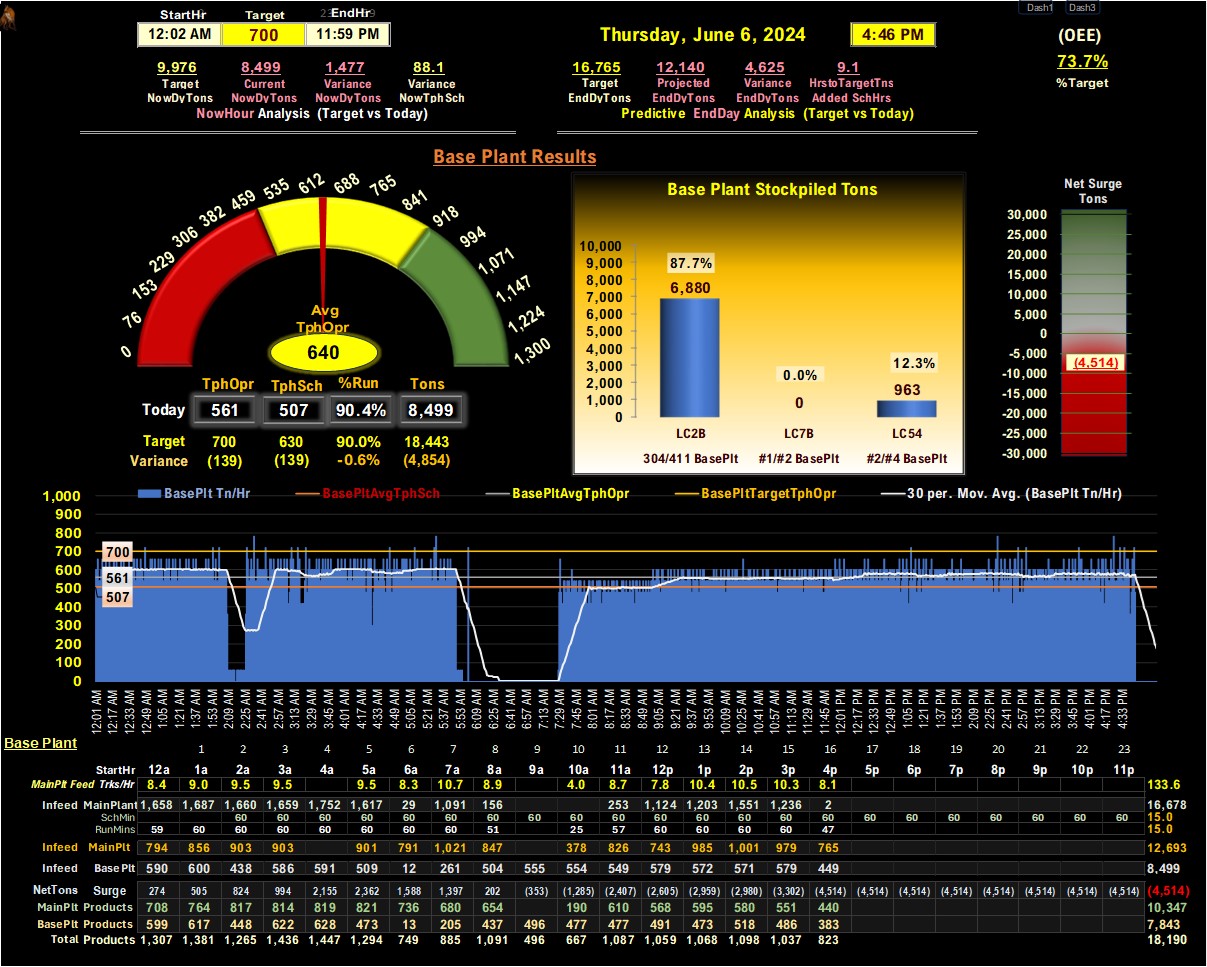 StartHr Target EndHr Dash1 Dash3
12:02 AM 700 11:59 PM Thursday, June 6, 2024 4:46 PM (OEE)
9,976 8,499 1,477 88.1 16,765 12,140 4,625 9.1 73.7%
Target Current Variance Variance Target Projected Variance HrstoTargetTns %Target
NowDyTons NowDyTons NowDyTons NowTphSch EndDyTons EndDyTons EndDyTons Added SchHrs
NowHour Analysis (Target vs Today) Predictive EndDay Analysis (Target vs Today)
Base Plant Results
0 76 153 229 306 382 459 535 612 688 765 841 918 994 1,071 1,147 1,224 1,300
Avg
TphOpr
640
TphOpr TphSch %Run Tons
Today 561 507 90.4% 8,499
Target 700 630 90.0% 18,443
Variance (139) (139) -0.6% (4,854)
Base Plant Stockpiled Tons
10,000
9,000
8,000
7,000
6,000
5,000
4,000
3,000
2,000
1,000
0
87.7% 0.0% 12.3%
6,880 0 963
LC2B LC7B LC54
304/411 BasePlt #1/#2 BasePlt #2/#4 BasePlt
Net Surge
Tons
30,000
25,000
20,000
15,000
10,000
5,000
0
-5,000
(4,514)
-10,000
-15,000
-20,000
-25,000
-30,000
BasePlt Tn/Hr BasePltAvgTphSch BasePltAvgTphOpr BasePltTargetTphOpr 30 per. Mov. Avg. (BasePlt Tn/Hr)
1,000
900
800
700
600
500
400
300
200
100
0
700
561
507
12:01 AM 12:17 AM 12:33 AM 12:49 AM 1:05 AM 1:21 AM 1:37 AM 1:53 AM 2:09 AM 2:25 AM 2:41 AM 2:57 AM 3:13 AM 3:29 AM 3:45 AM 4:01 AM 4:17 AM 4:33 AM 4:49 AM 5:05 AM 5:21 AM 5:37 AM 5:53 AM 6:09 AM 6:25 AM 6:41 AM 6:57 AM 7:13 AM 7:29 AM 7:45 AM 8:01 AM 8:17 AM 8:33 AM 8:49 AM 9:05 AM 9:21 AM 9:37 AM 9:53 AM 10:09 AM 10:25 AM 10:41 AM 10:57 AM 11:13 AM 11:29 AM 11:45 AM 12:01 PM 12:17 PM 12:33 PM 12:49 PM 1:05 PM 1:21 PM 1:37 PM 1:53 PM 2:09 PM 2:25 PM 2:41 PM 2:57 PM 3:13 PM 3:29 PM 3:45 PM 4:01 PM 4:17 PM 4:33 PM
Base Plant 1 2 3 4 5 6 7 8 9 10 11 12 13 14 15 16 17 18 19 20 21 22 23
StartHr 12a 1a 2a 3a 4a 5a 6a 7a 8a 9a 10a 11a 12p 1p 2p 3p 4p 5p 6p 7p 8p 9p 10p 11p
MainPlt Feed Trks/Hr 8.4 9.0 9.5 9.5 9.5 8.3 10.7 8.9 4.0 8.7 7.8 10.4 10.5 10.3 8.1 133.6
Infeed MainPlant 1,658 1,687 1,660 1,659 1,752 1,617 29 1,091 156 253 1,124 1,203 1,551 1,236 2 16,678
SchMin 60 60 60 60 60 60 60 60 60 60 60 60 60 60 60 60 60 60 60 60 60 60 15.0
RunMins 59 60 60 60 60 60 60 60 51 25 57 60 60 60 60 47 15.0
Infeed MainPlt 794 856 903 903 901 791 1,021 847 378 826 743 985 1,001 979 765 12,693
Infeed BasePlt 590 600 438 586 591 509 12 261 504 555 554 549 579 572 571 579 449 8,499
NetTons Surge 274 505 824 994 2,155 2,362 1,588 1,397 202 (353) (1,285) (2,407) (2,605) (2,959) (2,980) (3,302) (4,514) (4,514) (4,514) (4,514) (4,514) (4,514) (4,514) (4,514) (4,514)
MainPlt Products 708 764 817 814 819 821 736 680 654 190 610 568 595 580 551 440 10,347
BasePlt Products 599 617 448 622 628 473 13 205 437 496 477 477 491 473 518 486 383 7,843
Total Products 1,307 1,381 1,265 1,436 1,447 1,294 749 885 1,091 496 667 1,087 1,059 1,068 1,098 1,037 823 18,190